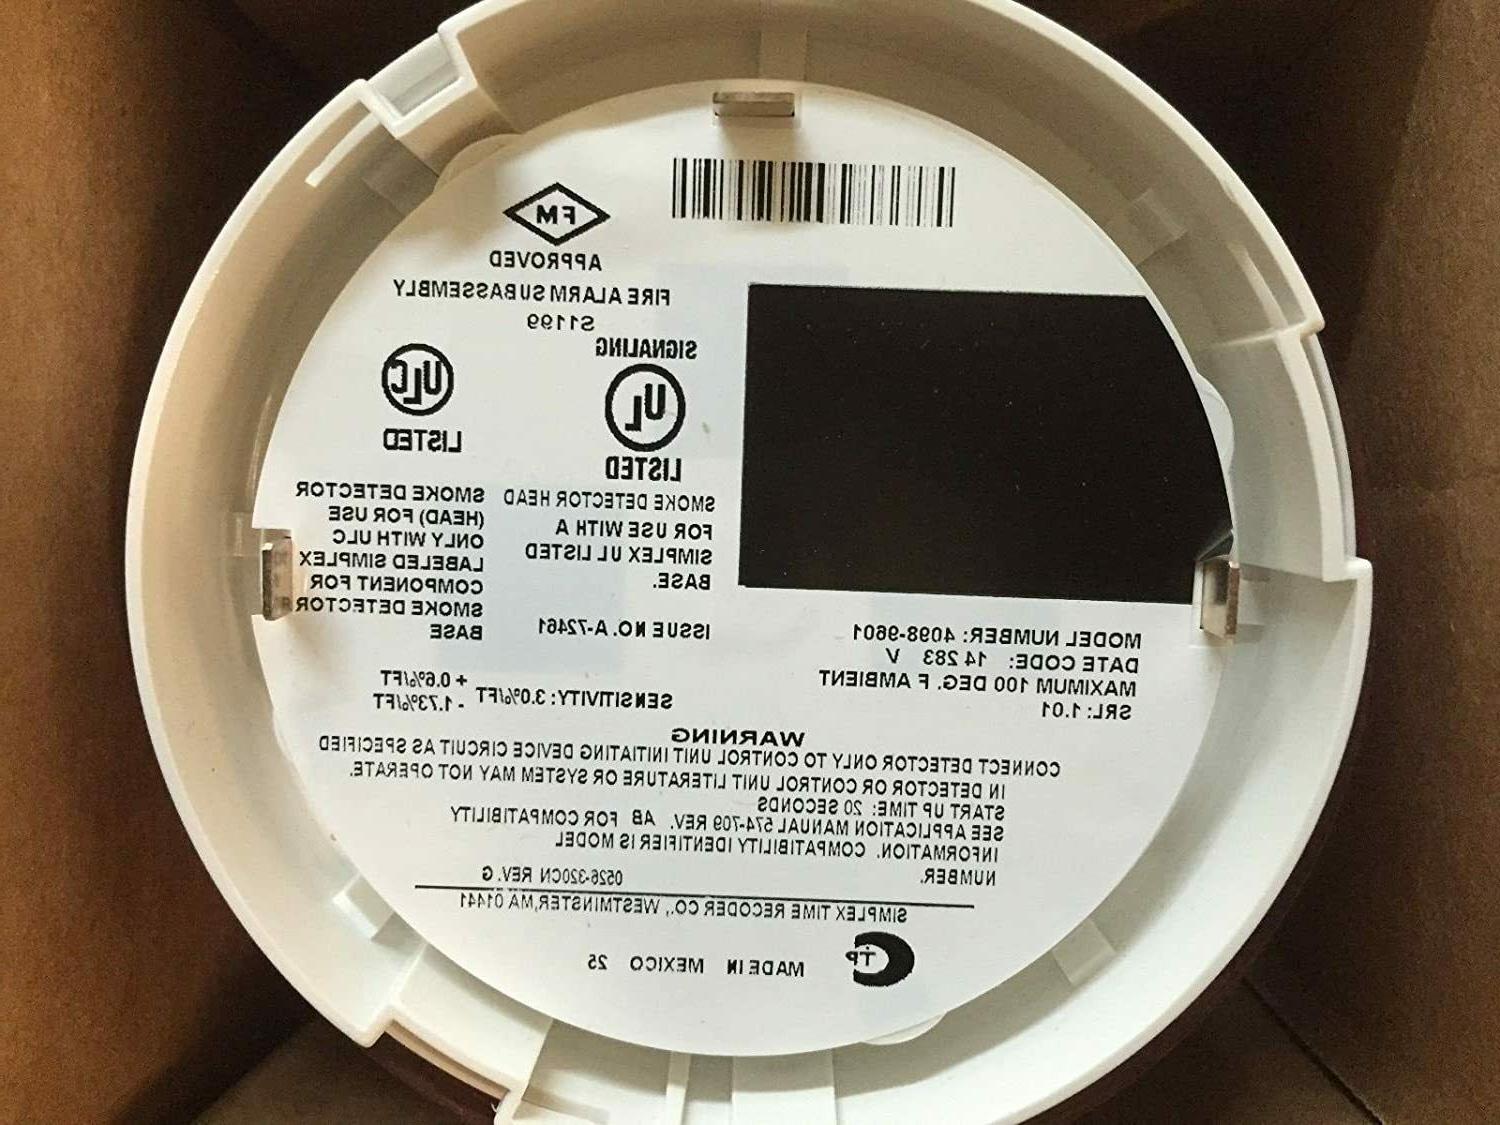 FM
APPROVED
FIRE ALARM SUBASSEMBLY
S1199
SIGNALING
UL
LISTED
SMOKE DETECTOR HEAD
FOR USE WITH A
SIMPLEX UL LISTED
BASE.
ISSUE NO. A-72461
ULC
LISTED
SMOKE DETECTOR
(HEAD) FOR USE
ONLY WITH ULC
LABELED SIMPLEX
COMPONENT FOR
SMOKE DETECTOR
BASE
MODEL NUMBER: 4098-9601
DATE CODE: 14 283 V
MAXIMUM 100 DEG. F AMBIENT
SRL: 1.01
SENSITIVITY: 3.0%/FT + 0.6%/FT
- 1.73%/FT
WARNING
CONNECT DETECTOR ONLY TO CONTROL UNIT INITIATING DEVICE CIRCUIT AS SPECIFIED
IN DETECTOR OR CONTROL UNIT LITERATURE OR SYSTEM MAY NOT OPERATE.
START UP TIME: 20 SECONDS
SEE APPLICATION MANUAL 574-709 REV. AB FOR COMPATIBILITY
INFORMATION. COMPATIBILITY IDENTIFIER IS MODEL
NUMBER. 0526-320CN REV. G
SIMPLEX TIME RECODER CO., WESTMINSTER, MA 01441
CTP MADE IN MEXICO 25